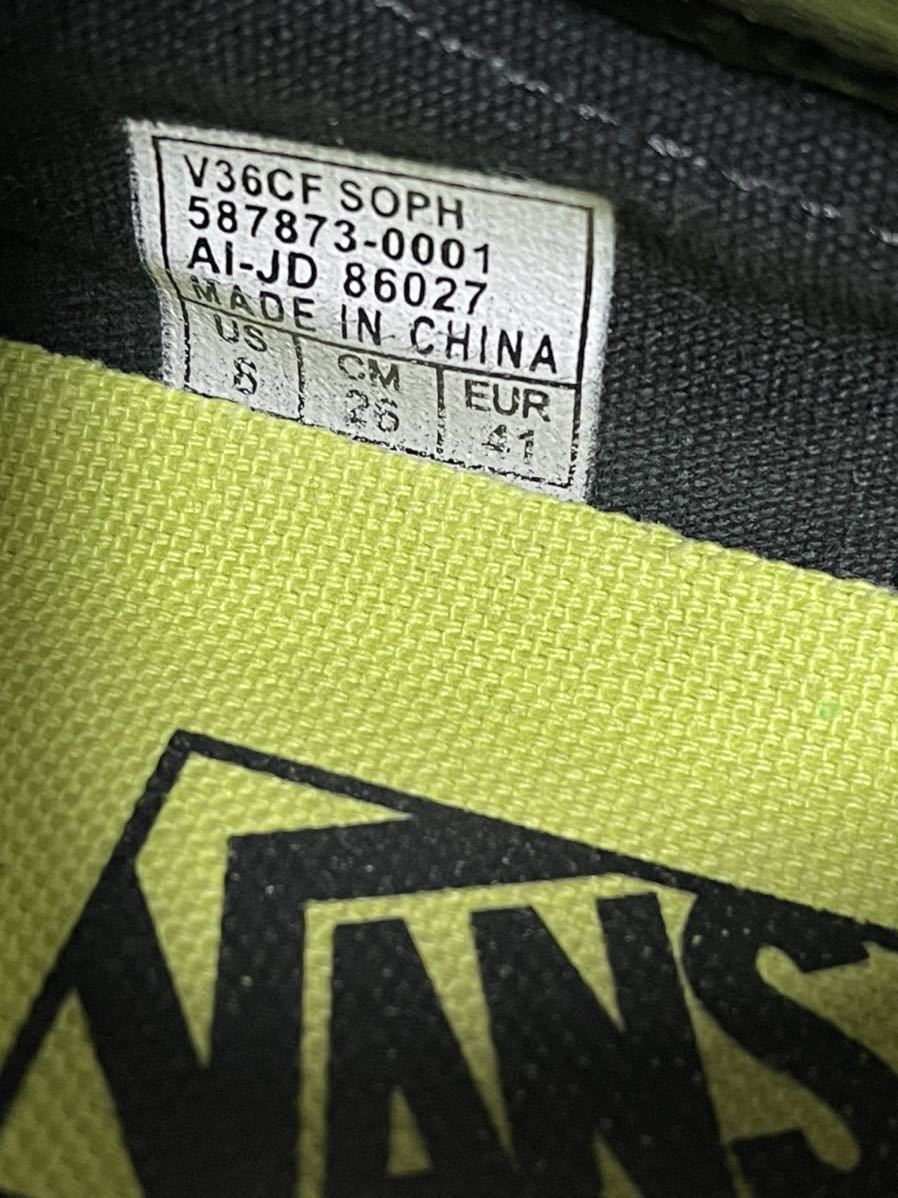 V36CF SOPH
587873-0001
AI-JD 86027
MADE IN CHINA
US CM EUR
8 26 41
VANS